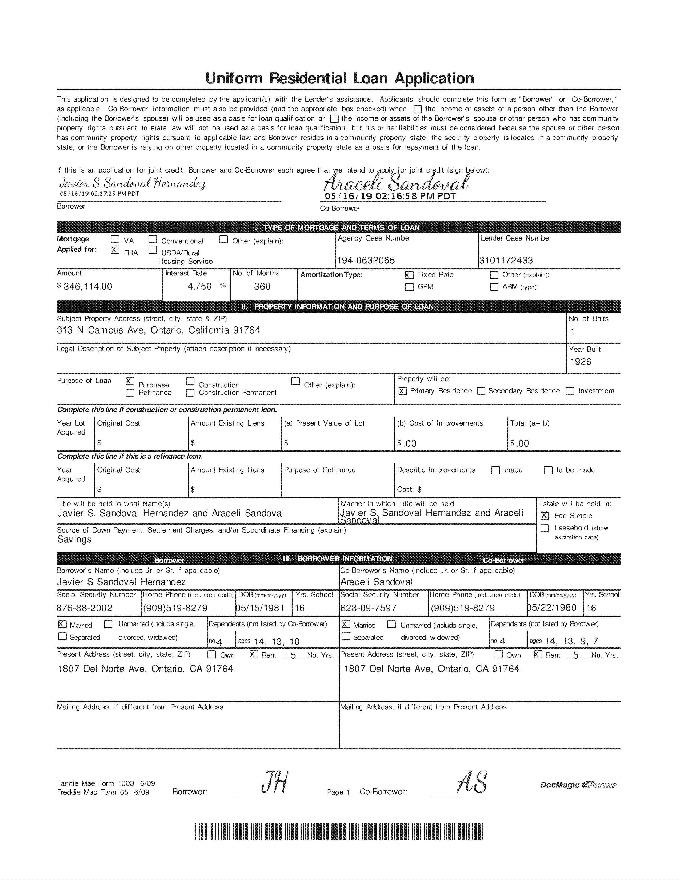 Uniform Residential Loan Application
This application is designed to be completed by the applicant(s) with the Lender's assistance. Applicants should complete this form as "Borrower" or "Co-Borrower,"
as applicable. Co-Borrower information must also be provided (and the appropriate box checked) when the income or assets of a person other than the Borrower
(including the Borrower's spouse) will be used as a basis for loan qualification or the income or assets of the Borrower's spouse or other person who has community
property rights pursuant to state law will not be used as a basis for loan qualification, but his or her liabilities must be considered because the spouse or other person
has community property rights pursuant to applicable law and Borrower resides in a community property state, the security property is located in a community property
state, or the Borrower is relying on other property located in a community property state as a basis for repayment of the loan.
If this is an application for joint credit, Borrower and Co-Borrower each agree that we intend to apply for joint credit (sign below):
Javier S Sandoval Hernandez Araceli Sandoval
05/16/19 02:16:58 PM PDT
Borrower Co-Borrower
I. TYPE OF MORTGAGE AND TERMS OF LOAN
Mortgage Applied for: VA Conventional Other (explain): Agency Case Number Lender Case Number
X FHA USDA/Rural Housing Service 194-0632065 3101172433
Amount Interest Rate No. of Months Amortization Type: X Fixed Rate Other (explain):
$ 346,114.00 4.750 % 360 GPM ARM (type):
II. PROPERTY INFORMATION AND PURPOSE OF LOAN
Subject Property Address (street, city, state & ZIP) No. of Units
813 N Campus Ave, Ontario, California 91764 1
Legal Description of Subject Property (attach description if necessary) Year Built
1926
Purpose of Loan X Purchase Construction Other (explain): Property will be:
Refinance Construction-Permanent X Primary Residence Secondary Residence Investment
Complete this line if construction or construction-permanent loan.
Year Lot Acquired Original Cost Amount Existing Liens (a) Present Value of Lot (b) Cost of Improvements Total (a+b)
$ $ $ $ .00 $ .00
Complete this line if this is a refinance loan.
Year Acquired Original Cost Amount Existing Liens Purpose of Refinance Describe Improvements made to be made
$ $ Cost: $
Title will be held in what Name(s) Manner in which Title will be held Estate will be held in:
Javier S. Sandoval Hernandez and Araceli Sandoval Javier S. Sandoval Hernandez and Araceli Sandoval X Fee Simple
Source of Down Payment, Settlement Charges, and/or Subordinate Financing (explain) Leasehold (show expiration date)
Savings
Borrower III. BORROWER INFORMATION Co-Borrower
Borrower's Name (include Jr. or Sr. if applicable) Co-Borrower's Name (include Jr. or Sr. if applicable)
Javier S Sandoval Hernandez Araceli Sandoval
Social Security Number Home Phone (incl. area code) DOB (mm/dd/yyyy) Yrs. School Social Security Number Home Phone (incl. area code) DOB (mm/dd/yyyy) Yrs. School
876-88-2002 (909)519-8279 05/15/1981 16 628-09-7597 (909)519-8279 05/22/1980 16
X Married Unmarried (include single, Dependents (not listed by Co-Borrower) X Married Unmarried (include single, Dependents (not listed by Borrower)
Separated divorced, widowed) no. 4 ages 14, 13, 10 Separated divorced, widowed) no. 4 ages 14, 13, 9, 7
Present Address (street, city, state, ZIP) Own X Rent 5 No. Yrs. Present Address (street, city, state, ZIP) Own X Rent 5 No. Yrs.
1807 Del Norte Ave, Ontario, CA 91764 1807 Del Norte Ave, Ontario, CA 91764
Mailing Address, if different from Present Address Mailing Address, if different from Present Address
Fannie Mae Form 1003 6/09
Freddie Mac Form 65 6/09 Borrower: JH Page 1 Co-Borrower: AS DocMagic